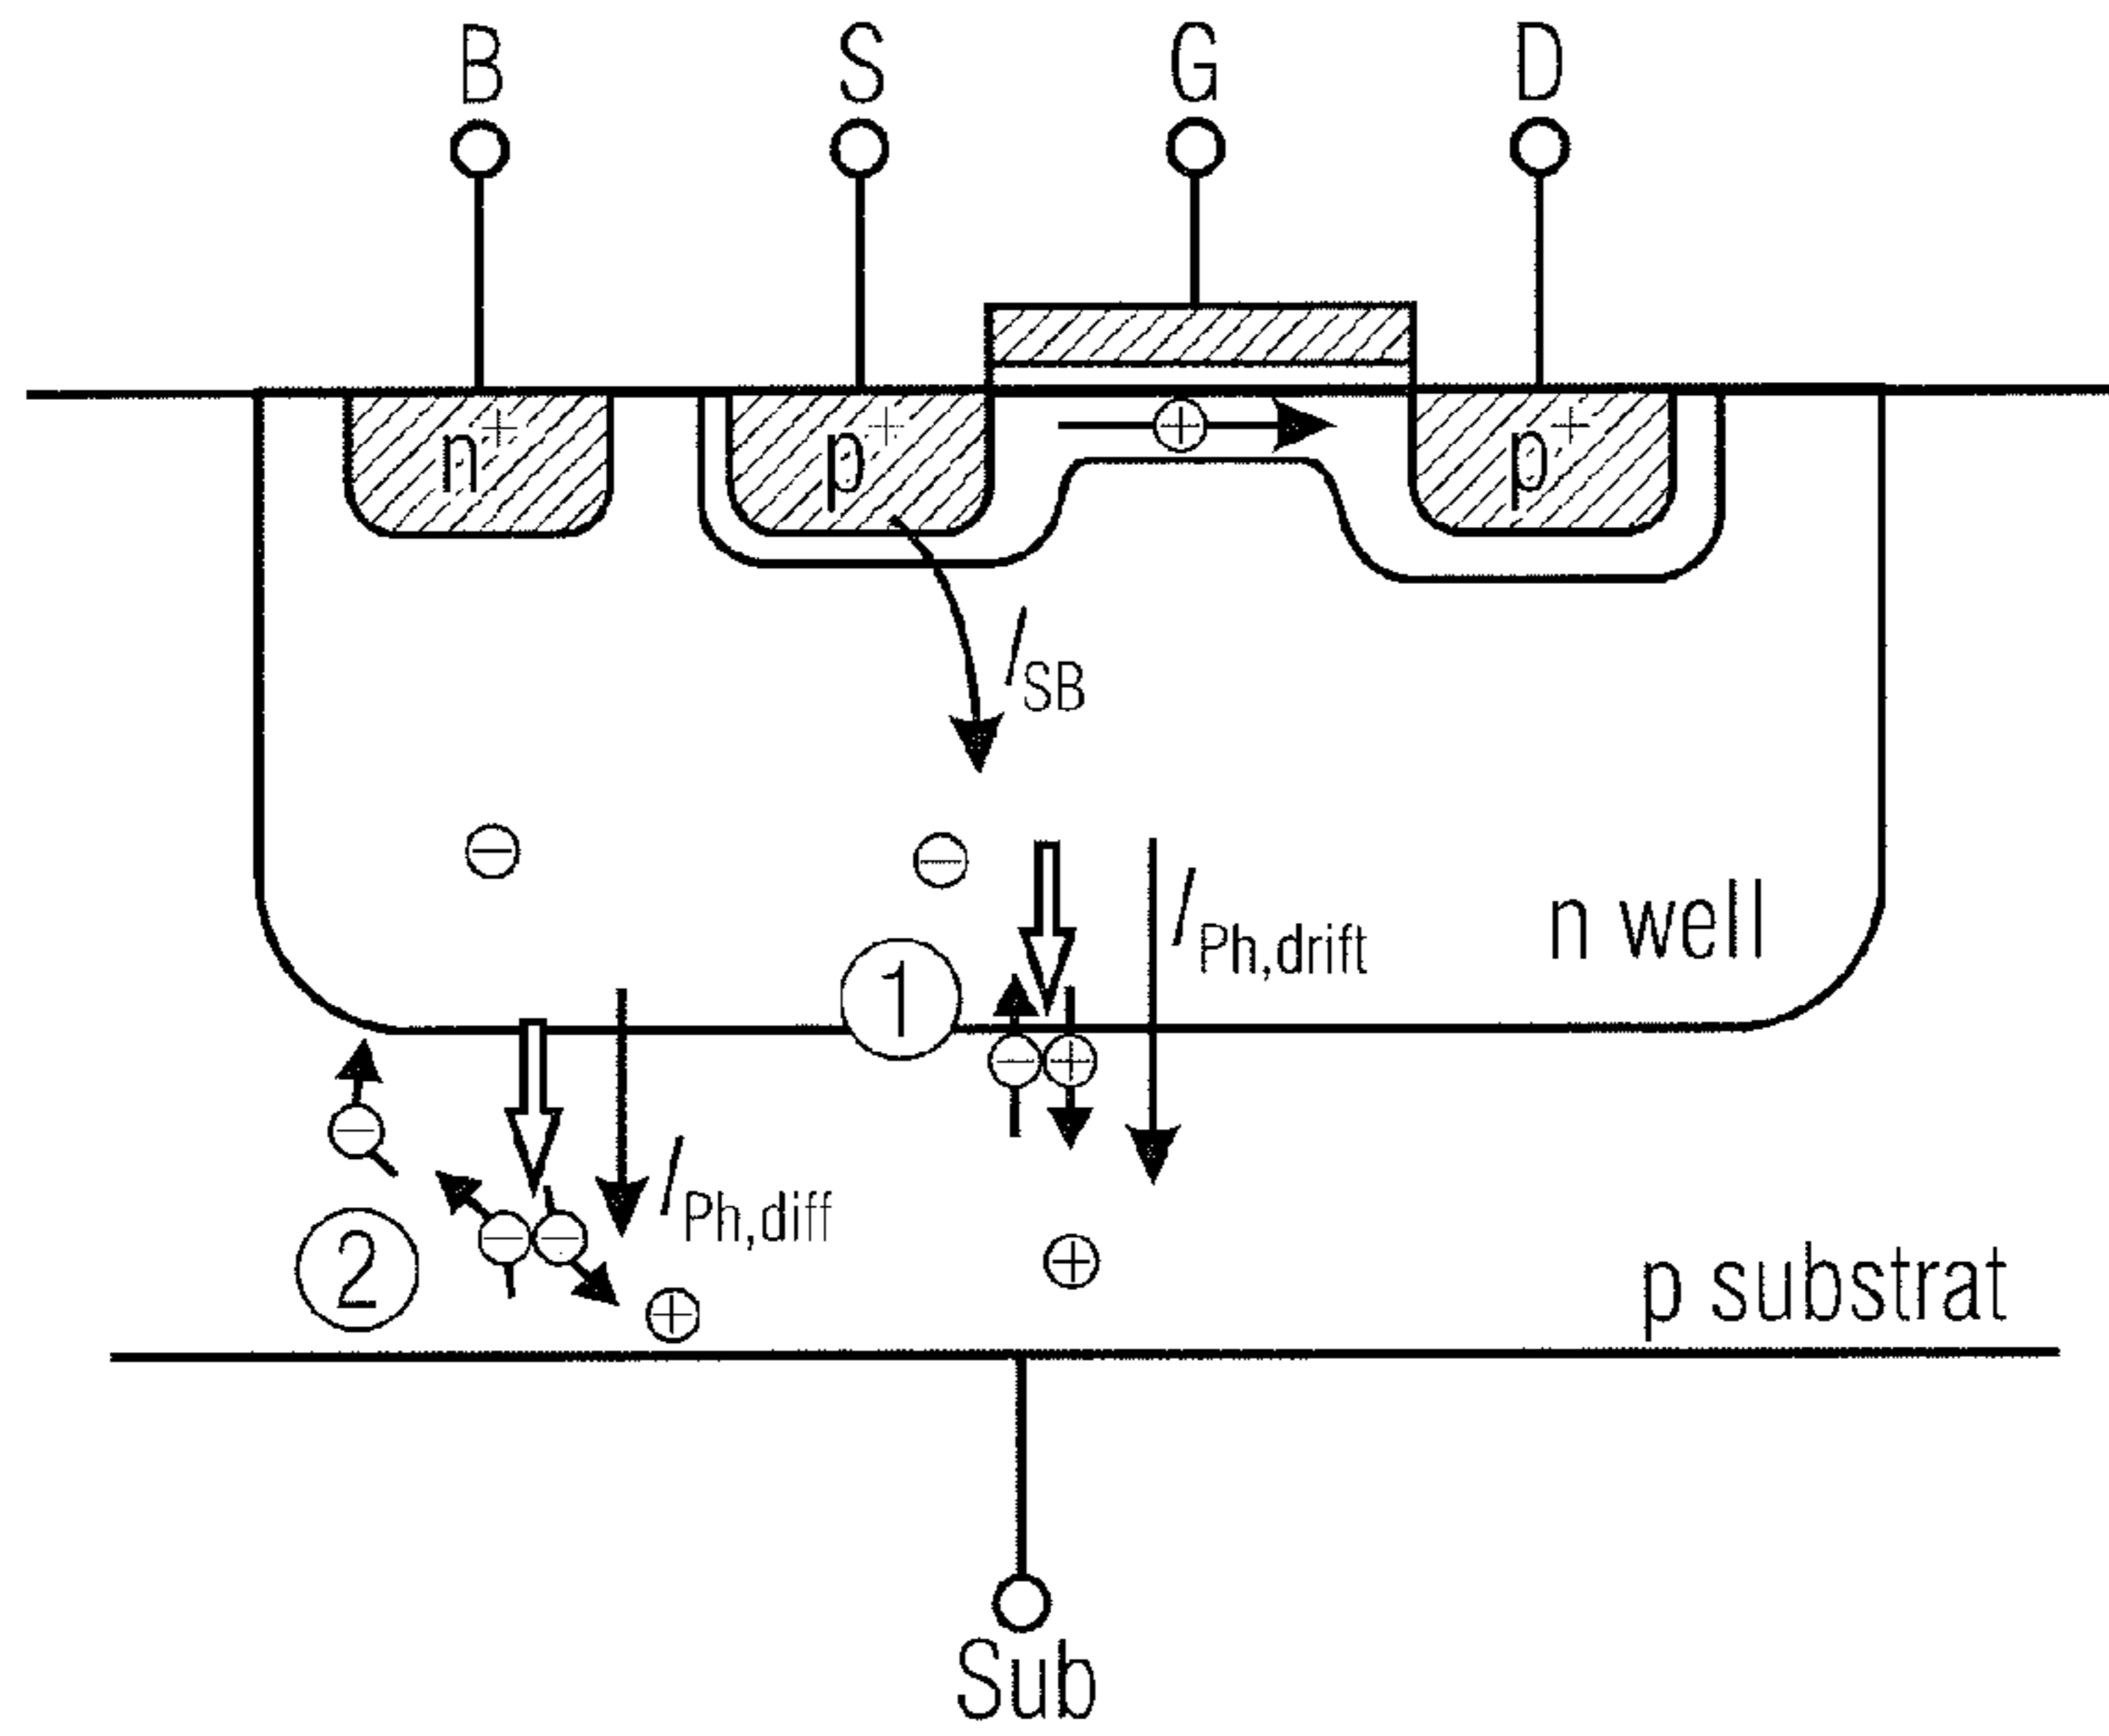 B S G D
n+ p+ + p+
I_SB
- -
I_Ph,drift
n well
1
- +
-
I_Ph,diff
2
- - + +
p substrat
Sub